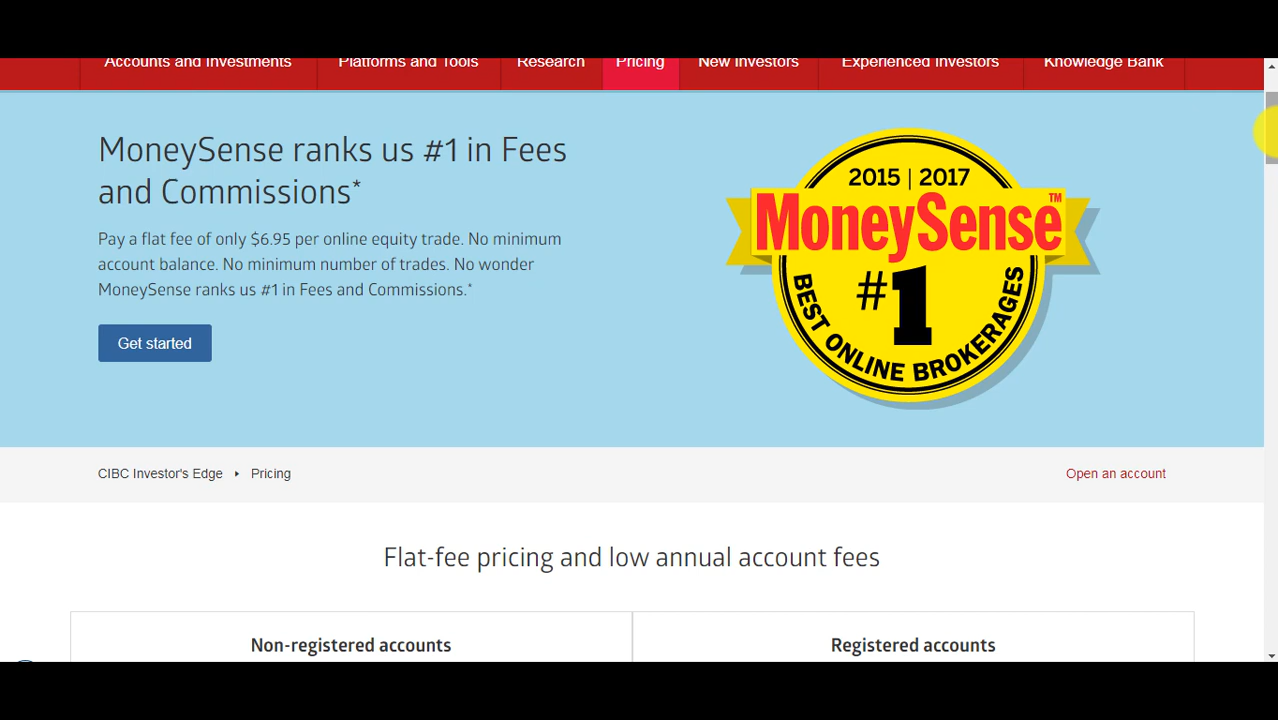 Accounts and Investments
Platforms and Tools
Research
Pricing
New Investors
Experienced Investors
Knowledge Bank
MoneySense ranks us #1 in Fees
and Commissions*
Pay a flat fee of only $6.95 per online equity trade. No minimum
account balance. No minimum number of trades. No wonder
MoneySense ranks us #1 in Fees and Commissions.*
Get started
2015 | 2017
MoneySense™
#1
BEST ONLINE BROKERAGES
CIBC Investor's Edge
Pricing
Open an account
Flat-fee pricing and low annual account fees
Non-registered accounts
Registered accounts